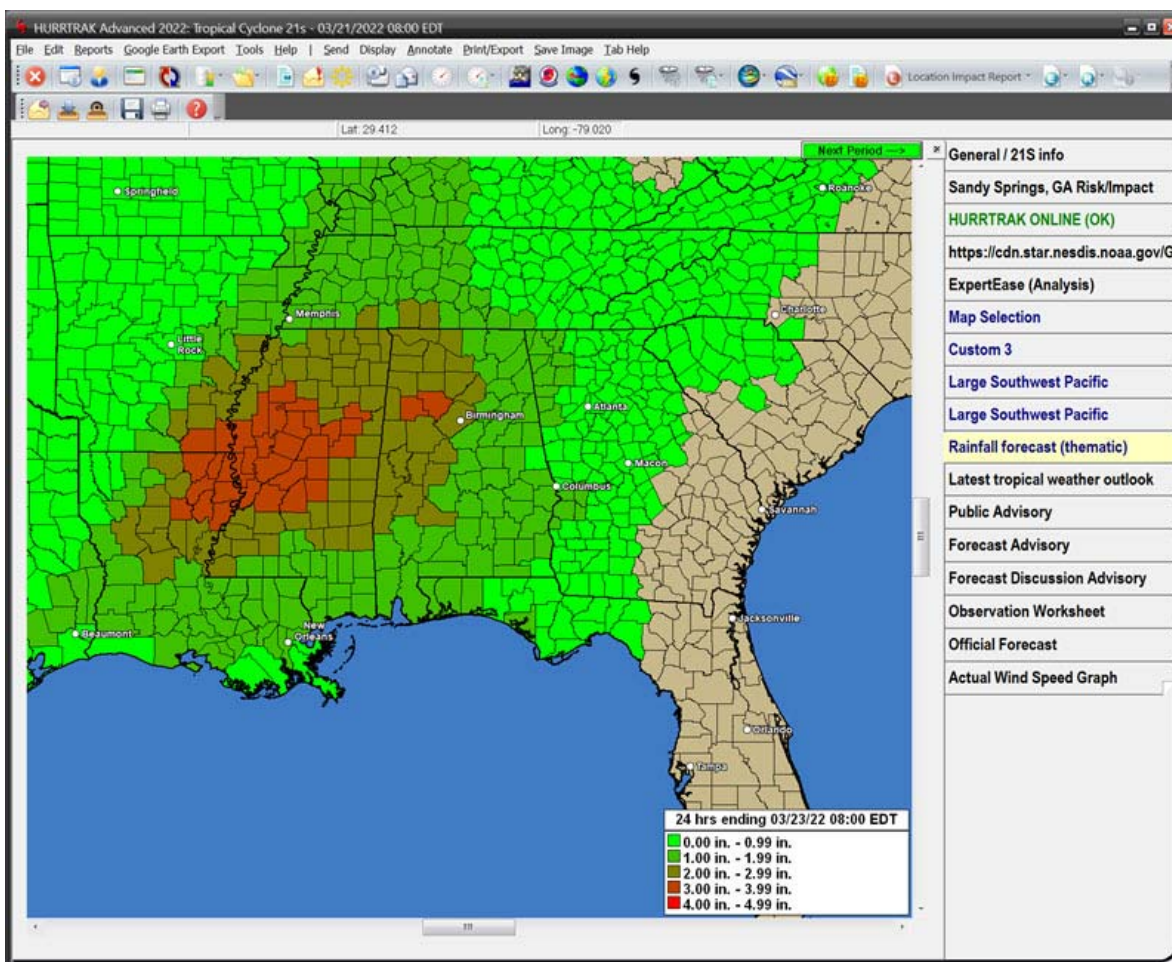 HURRTRAK Advanced 2022: Tropical Cyclone 21s - 03/21/2022 08:00 EDT
File Edit Reports Google Earth Export Tools Help | Send Display Annotate Print/Export Save Image Tab Help
Location Impact Report
Lat: 29.412 Long: -79.020
Next Period --->
General / 21S info
Sandy Springs, GA Risk/Impact
HURRTRAK ONLINE (OK)
https://cdn.star.nesdis.noaa.gov/G
ExpertEase (Analysis)
Map Selection
Custom 3
Large Southwest Pacific
Large Southwest Pacific
Rainfall forecast (thematic)
Latest tropical weather outlook
Public Advisory
Forecast Advisory
Forecast Discussion Advisory
Observation Worksheet
Official Forecast
Actual Wind Speed Graph
Springfield
Roanoke
Memphis
Charlotte
Little
Rock
Atlanta
Birmingham
Macon
Columbus
Savannah
Jacksonville
Beaumont
New
Orleans
Orlando
Tampa
24 hrs ending 03/23/22 08:00 EDT
0.00 in. - 0.99 in.
1.00 in. - 1.99 in.
2.00 in. - 2.99 in.
3.00 in. - 3.99 in.
4.00 in. - 4.99 in.